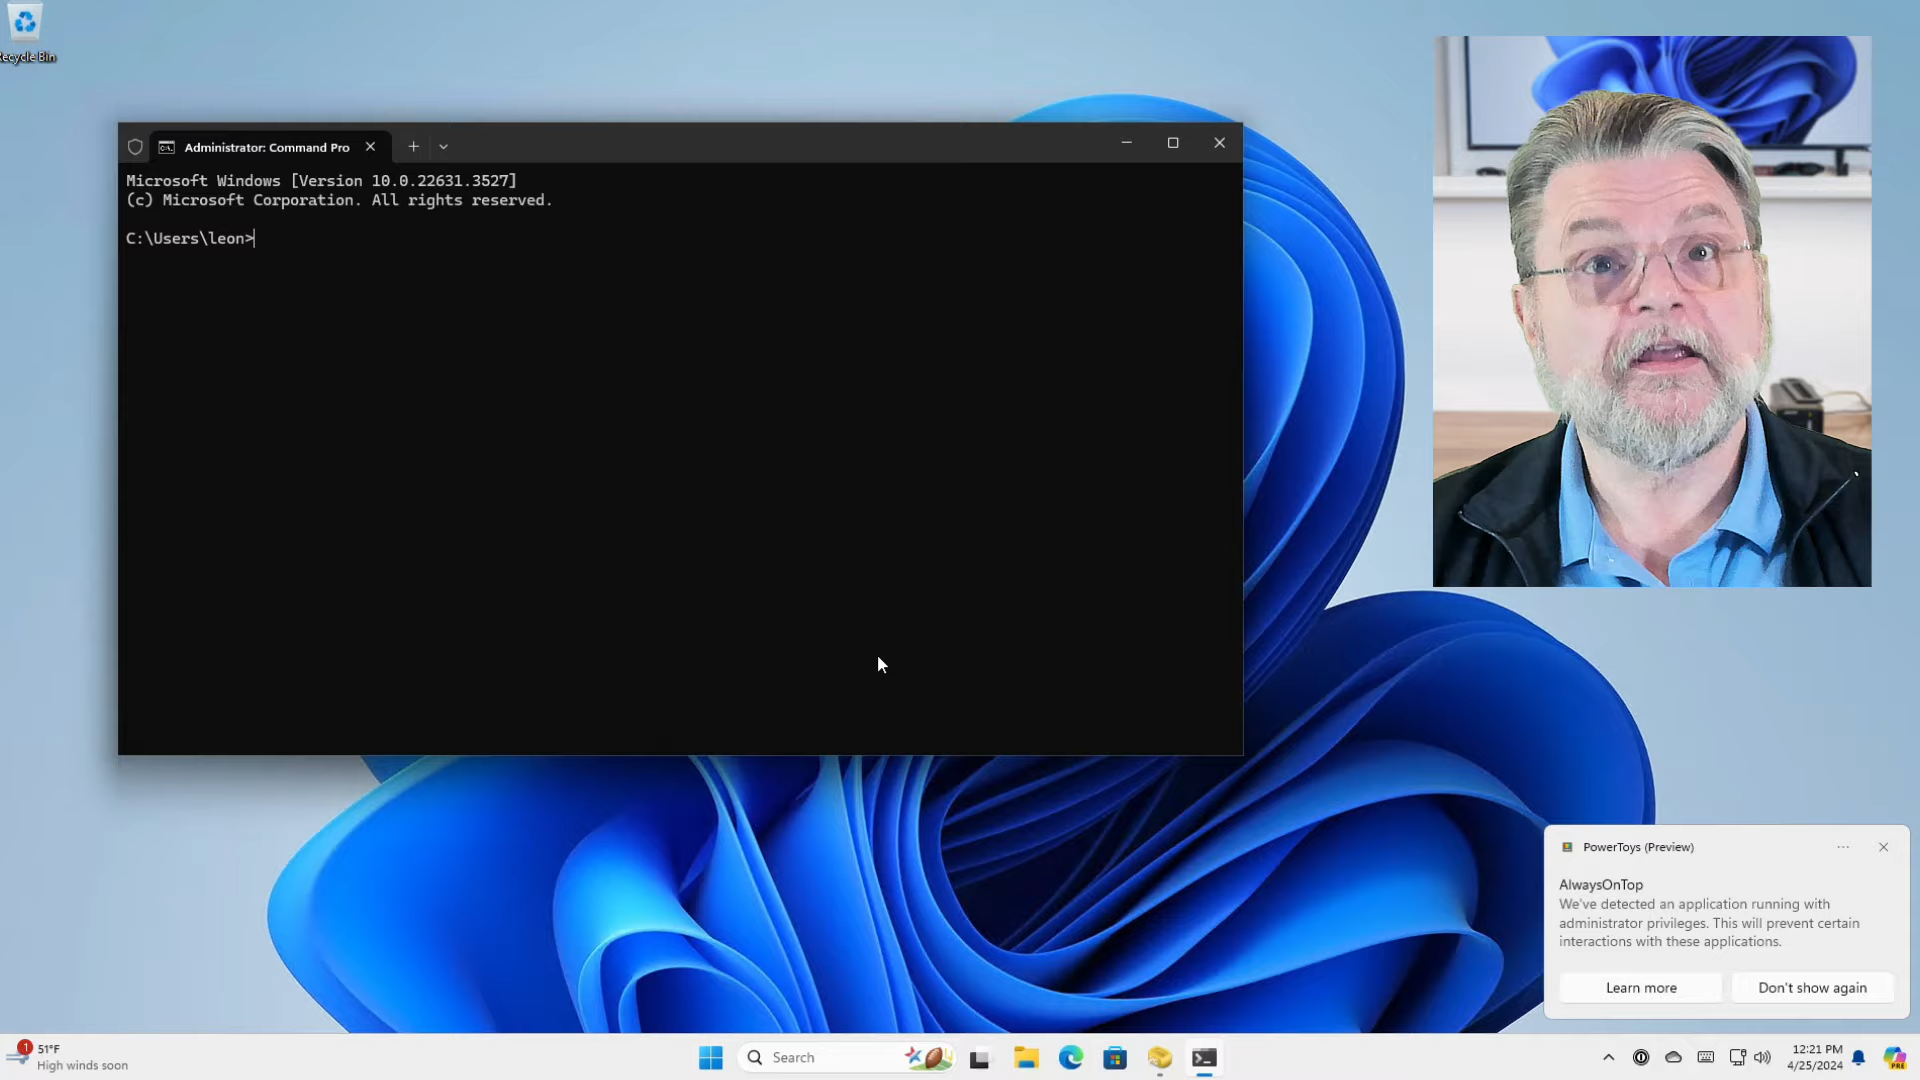 Recycle Bin
Administrator: Command Pro
Microsoft Windows [Version 10.0.22631.3527]
(c) Microsoft Corporation. All rights reserved.
C:\Users\leon>
PowerToys (Preview)
AlwaysOnTop
We've detected an application running with
administrator privileges. This will prevent certain
interactions with these applications.
Learn more
Don't show again
1
51°F
High winds soon
Search
12:21 PM
4/25/2024
PRE